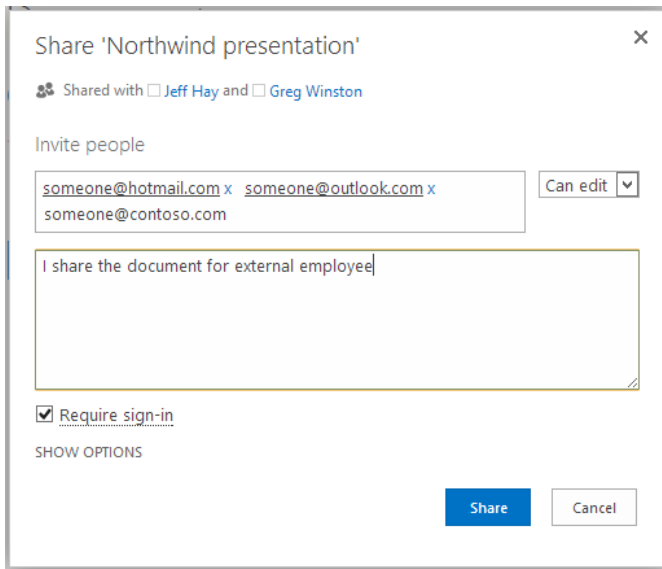 Share 'Northwind presentation'
Shared with Jeff Hay and Greg Winston
Invite people
someone@hotmail.com x someone@outlook.com x
someone@contoso.com
Can edit
I share the document for external employee
Require sign-in
SHOW OPTIONS
Share Cancel